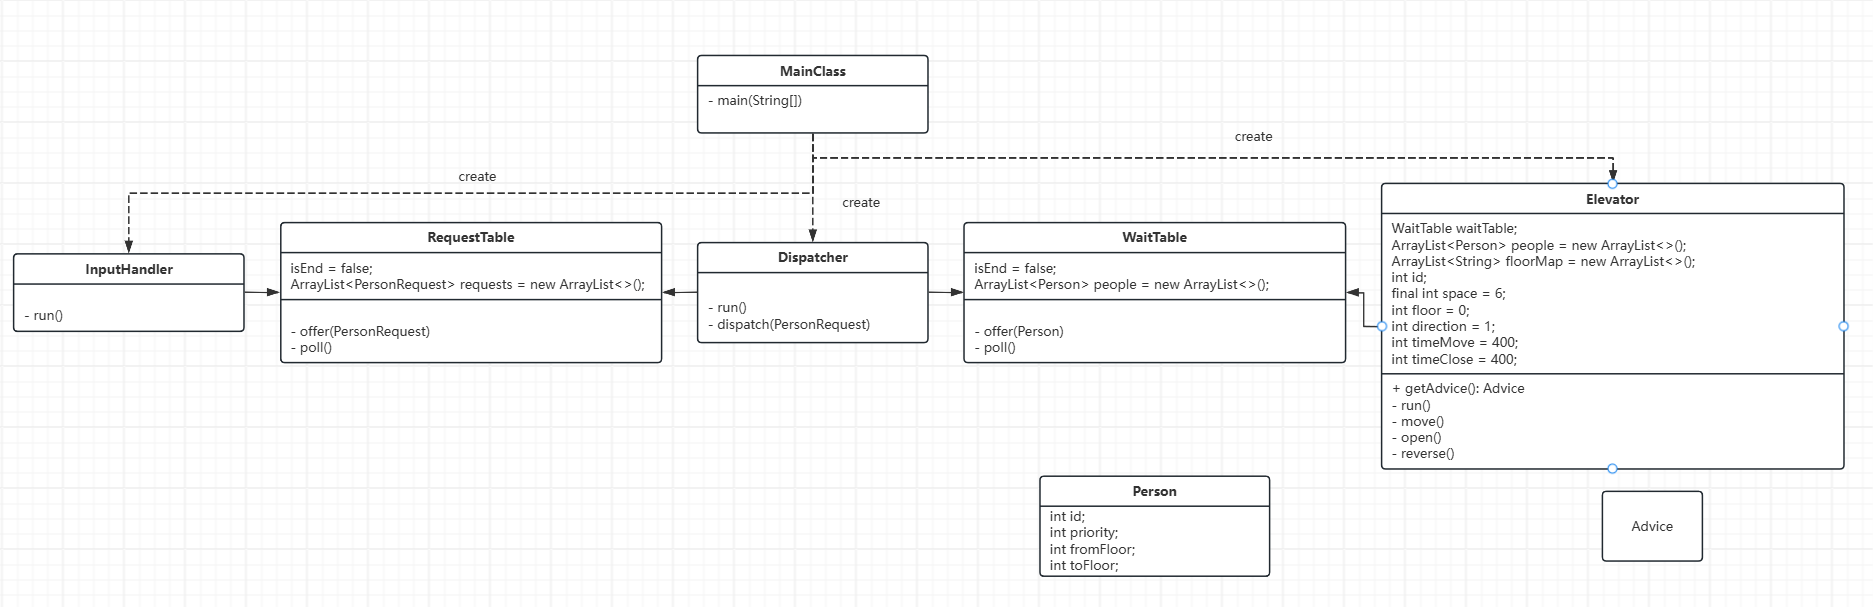 MainClass
- main(String[])
create
create
create
Elevator
WaitTable waitTable;
ArrayList<Person> people = new ArrayList<>();
ArrayList<String> floorMap = new ArrayList<>();
int id;
final int space = 6;
int floor = 0;
int direction = 1;
int timeMove = 400;
int timeClose = 400;
+ getAdvice(): Advice
- run()
- move()
- open()
- reverse()
RequestTable
isEnd = false;
ArrayList<PersonRequest> requests = new ArrayList<>();
- offer(PersonRequest)
- poll()
WaitTable
isEnd = false;
ArrayList<Person> people = new ArrayList<>();
- offer(Person)
- poll()
Dispatcher
- run()
- dispatch(PersonRequest)
InputHandler
- run()
Person
int id;
int priority;
int fromFloor;
int toFloor;
Advice